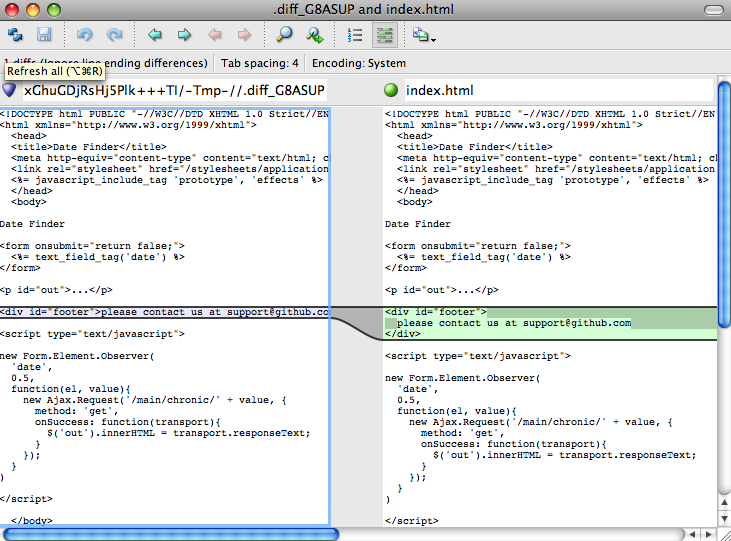 .diff_G8ASUP and index.html
1 diffs (Ignore line ending differences)
Tab spacing: 4
Encoding: System
Refresh all (⌥⌘R)
xGhuGDjRsHj5Plk+++TI/-Tmp-//.diff_G8ASUP
index.html
<!DOCTYPE html PUBLIC "-//W3C//DTD XHTML 1.0 Strict//EN
<html xmlns="http://www.w3.org/1999/xhtml">
<head>
<title>Date Finder</title>
<meta http-equiv="content-type" content="text/html; c
<link rel="stylesheet" href="/stylesheets/application
<%= javascript_include_tag 'prototype', 'effects' %>
</head>
<body>
Date Finder
<form onsubmit="return false;">
<%= text_field_tag('date') %>
</form>
<p id="out">...</p>
<div id="footer">please contact us at support@github.co
<script type="text/javascript">
new Form.Element.Observer(
'date',
0.5,
function(el, value){
new Ajax.Request('/main/chronic/' + value, {
method: 'get',
onSuccess: function(transport){
$('out').innerHTML = transport.responseText;
}
});
}
)
</script>
</body>
<!DOCTYPE html PUBLIC "-//W3C//DTD XHTML 1.0 Strict//EN
<html xmlns="http://www.w3.org/1999/xhtml">
<head>
<title>Date Finder</title>
<meta http-equiv="content-type" content="text/html; ch
<link rel="stylesheet" href="/stylesheets/application
<%= javascript_include_tag 'prototype', 'effects' %>
</head>
<body>
Date Finder
<form onsubmit="return false;">
<%= text_field_tag('date') %>
</form>
<p id="out">...</p>
<div id="footer">
please contact us at support@github.com
</div>
<script type="text/javascript">
new Form.Element.Observer(
'date',
0.5,
function(el, value){
new Ajax.Request('/main/chronic/' + value, {
method: 'get',
onSuccess: function(transport){
$('out').innerHTML = transport.responseText;
}
});
}
)
</script>